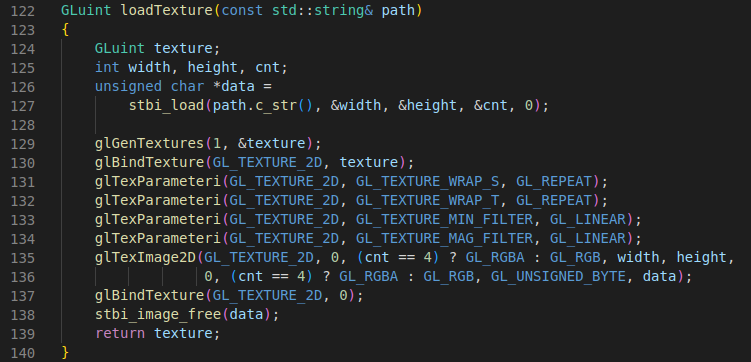 122 GLuint loadTexture(const std::string& path)
123 {
124     GLuint texture;
125     int width, height, cnt;
126     unsigned char *data =
127         stbi_load(path.c_str(), &width, &height, &cnt, 0);
128
129     glGenTextures(1, &texture);
130     glBindTexture(GL_TEXTURE_2D, texture);
131     glTexParameteri(GL_TEXTURE_2D, GL_TEXTURE_WRAP_S, GL_REPEAT);
132     glTexParameteri(GL_TEXTURE_2D, GL_TEXTURE_WRAP_T, GL_REPEAT);
133     glTexParameteri(GL_TEXTURE_2D, GL_TEXTURE_MIN_FILTER, GL_LINEAR);
134     glTexParameteri(GL_TEXTURE_2D, GL_TEXTURE_MAG_FILTER, GL_LINEAR);
135     glTexImage2D(GL_TEXTURE_2D, 0, (cnt == 4) ? GL_RGBA : GL_RGB, width, height,
136                  0, (cnt == 4) ? GL_RGBA : GL_RGB, GL_UNSIGNED_BYTE, data);
137     glBindTexture(GL_TEXTURE_2D, 0);
138     stbi_image_free(data);
139     return texture;
140 }